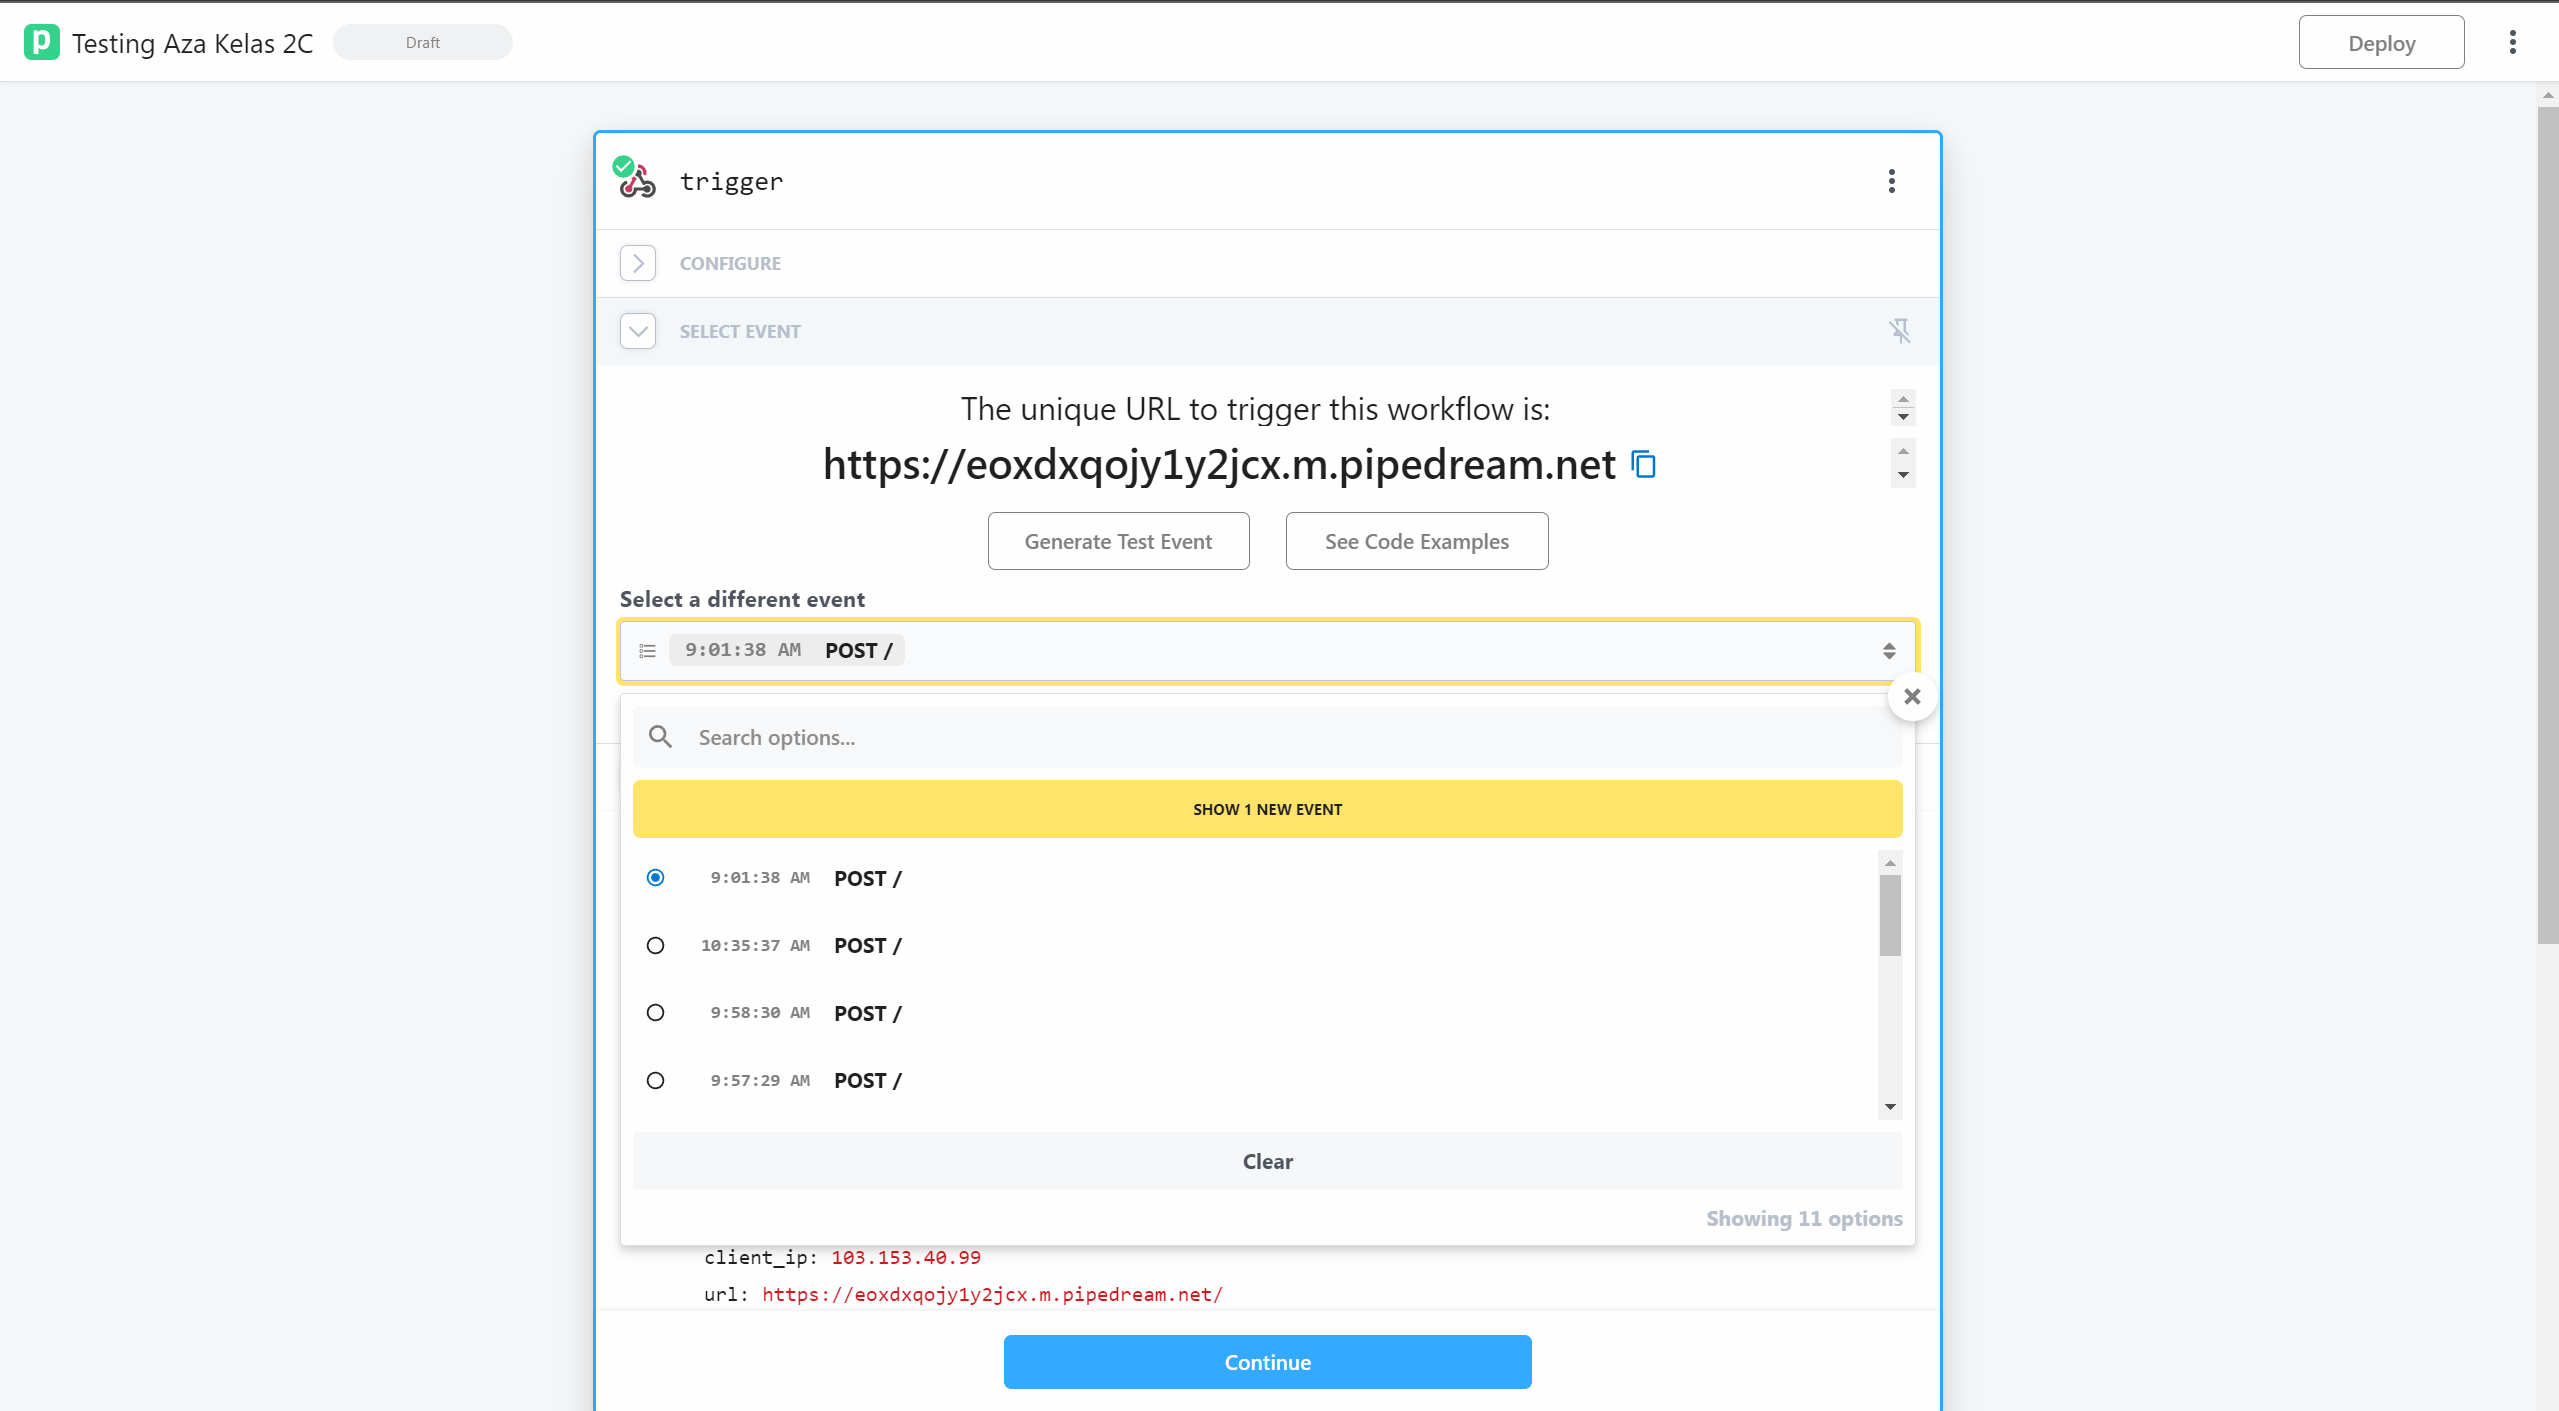 p Testing Aza Kelas 2C Draft Deploy
trigger
CONFIGURE
SELECT EVENT
The unique URL to trigger this workflow is:
https://eoxdxqojy1y2jcx.m.pipedream.net
Generate Test Event See Code Examples
Select a different event
9:01:38 AM POST /
Search options...
SHOW 1 NEW EVENT
9:01:38 AM POST /
10:35:37 AM POST /
9:58:30 AM POST /
9:57:29 AM POST /
Clear
Showing 11 options
client_ip: 103.153.40.99
url: https://eoxdxqojy1y2jcx.m.pipedream.net/
Continue